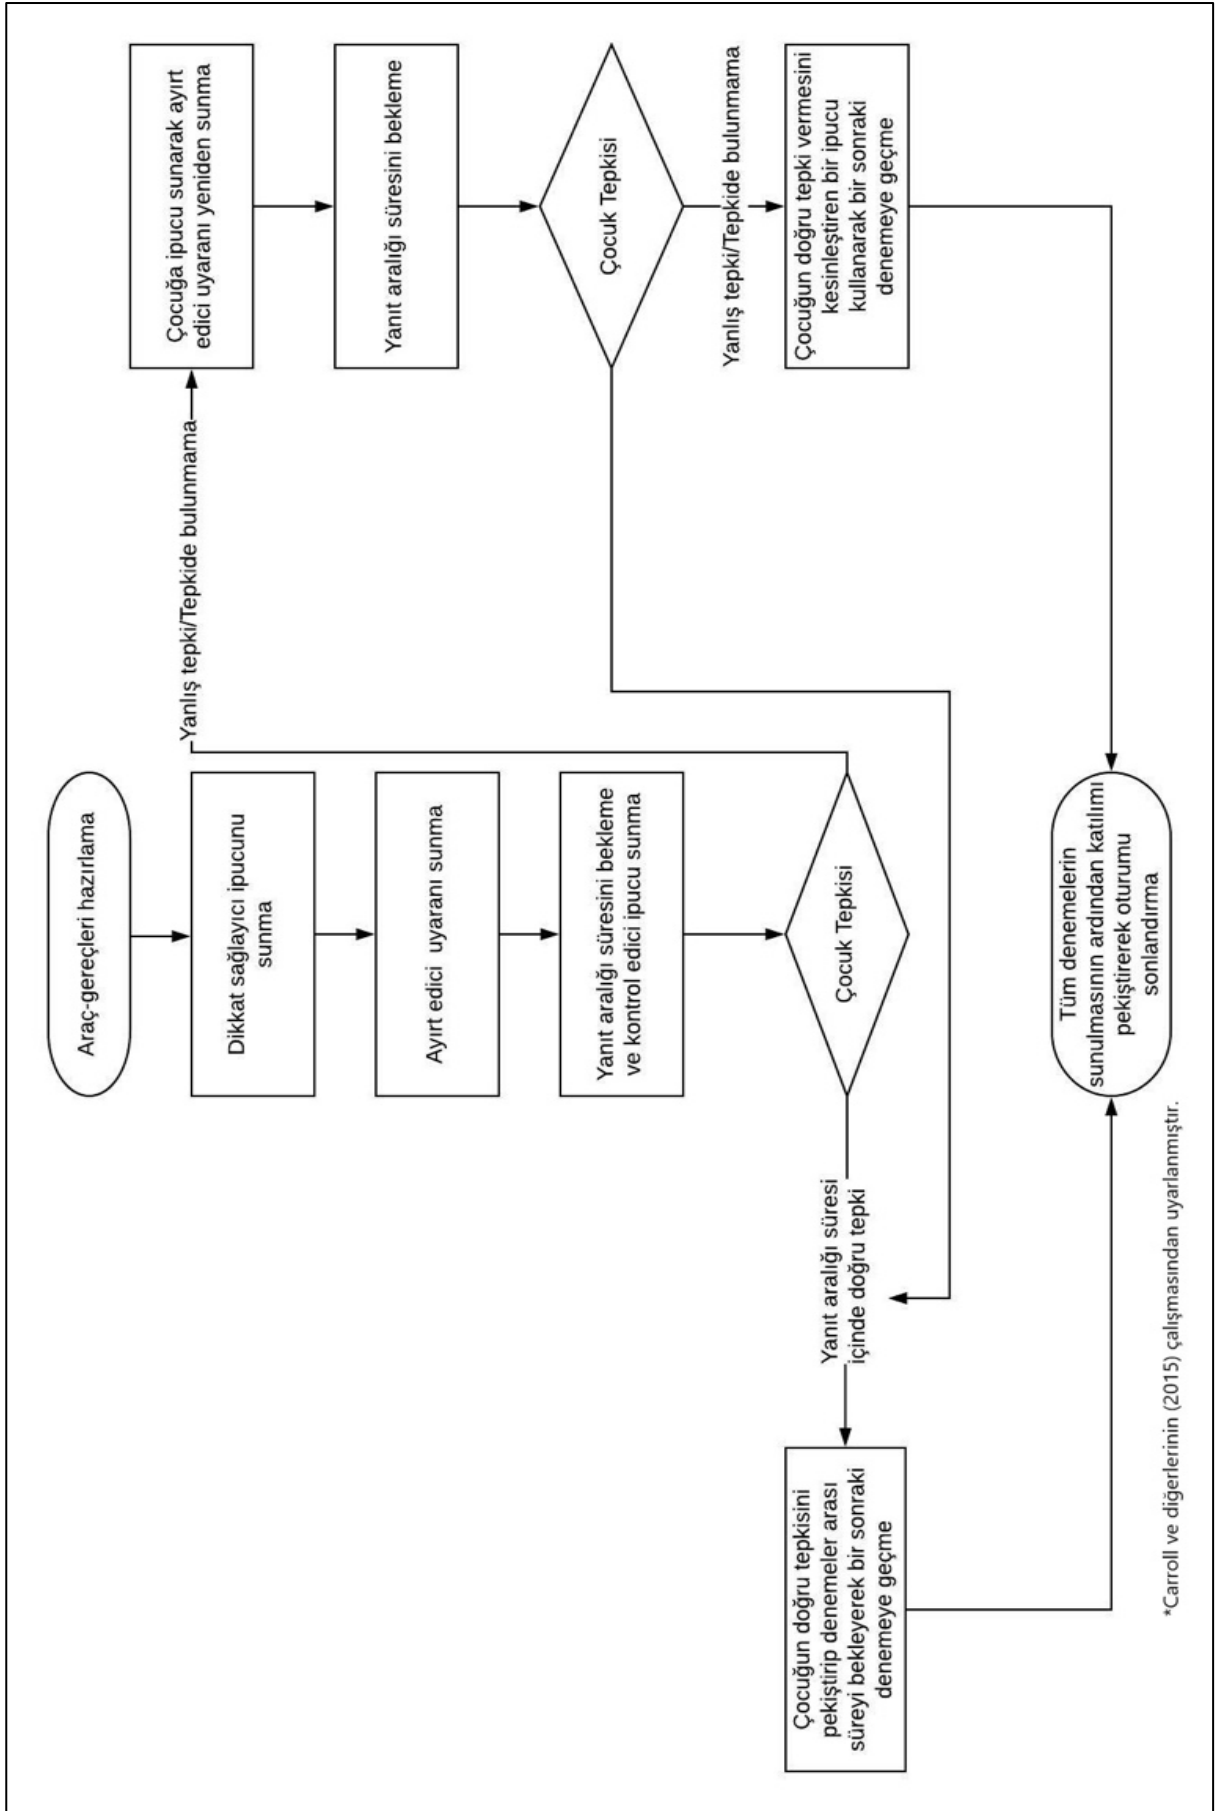 Araç-gereçleri hazırlama
Dikkat sağlayıcı ipucunu
sunma
Ayırt edici uyaranı sunma
Yanıt aralığı süresini bekleme
ve kontrol edici ipucu sunma
Çocuk Tepkisi
Yanıt aralığı süresi
içinde doğru tepki
Çocuğun doğru tepkisini
pekiştirip denemeler arası
süreyi bekleyerek bir sonraki
denemeye geçme
Yanlış tepki/Tepkide bulunmama
Çocuğa ipucu sunarak ayırt
edici uyaranı yeniden sunma
Yanıt aralığı süresini bekleme
Çocuk Tepkisi
Yanlış tepki/Tepkide bulunmama
Çocuğun doğru tepki vermesini
kesinleştiren bir ipucu
kullanarak bir sonraki
denemeye geçme
Tüm denemelerin
sunulmasının ardından katılımı
pekiştirerek oturumu
sonlandırma
*Carroll ve diğerlerinin (2015) çalışmasından uyarlanmıştır.